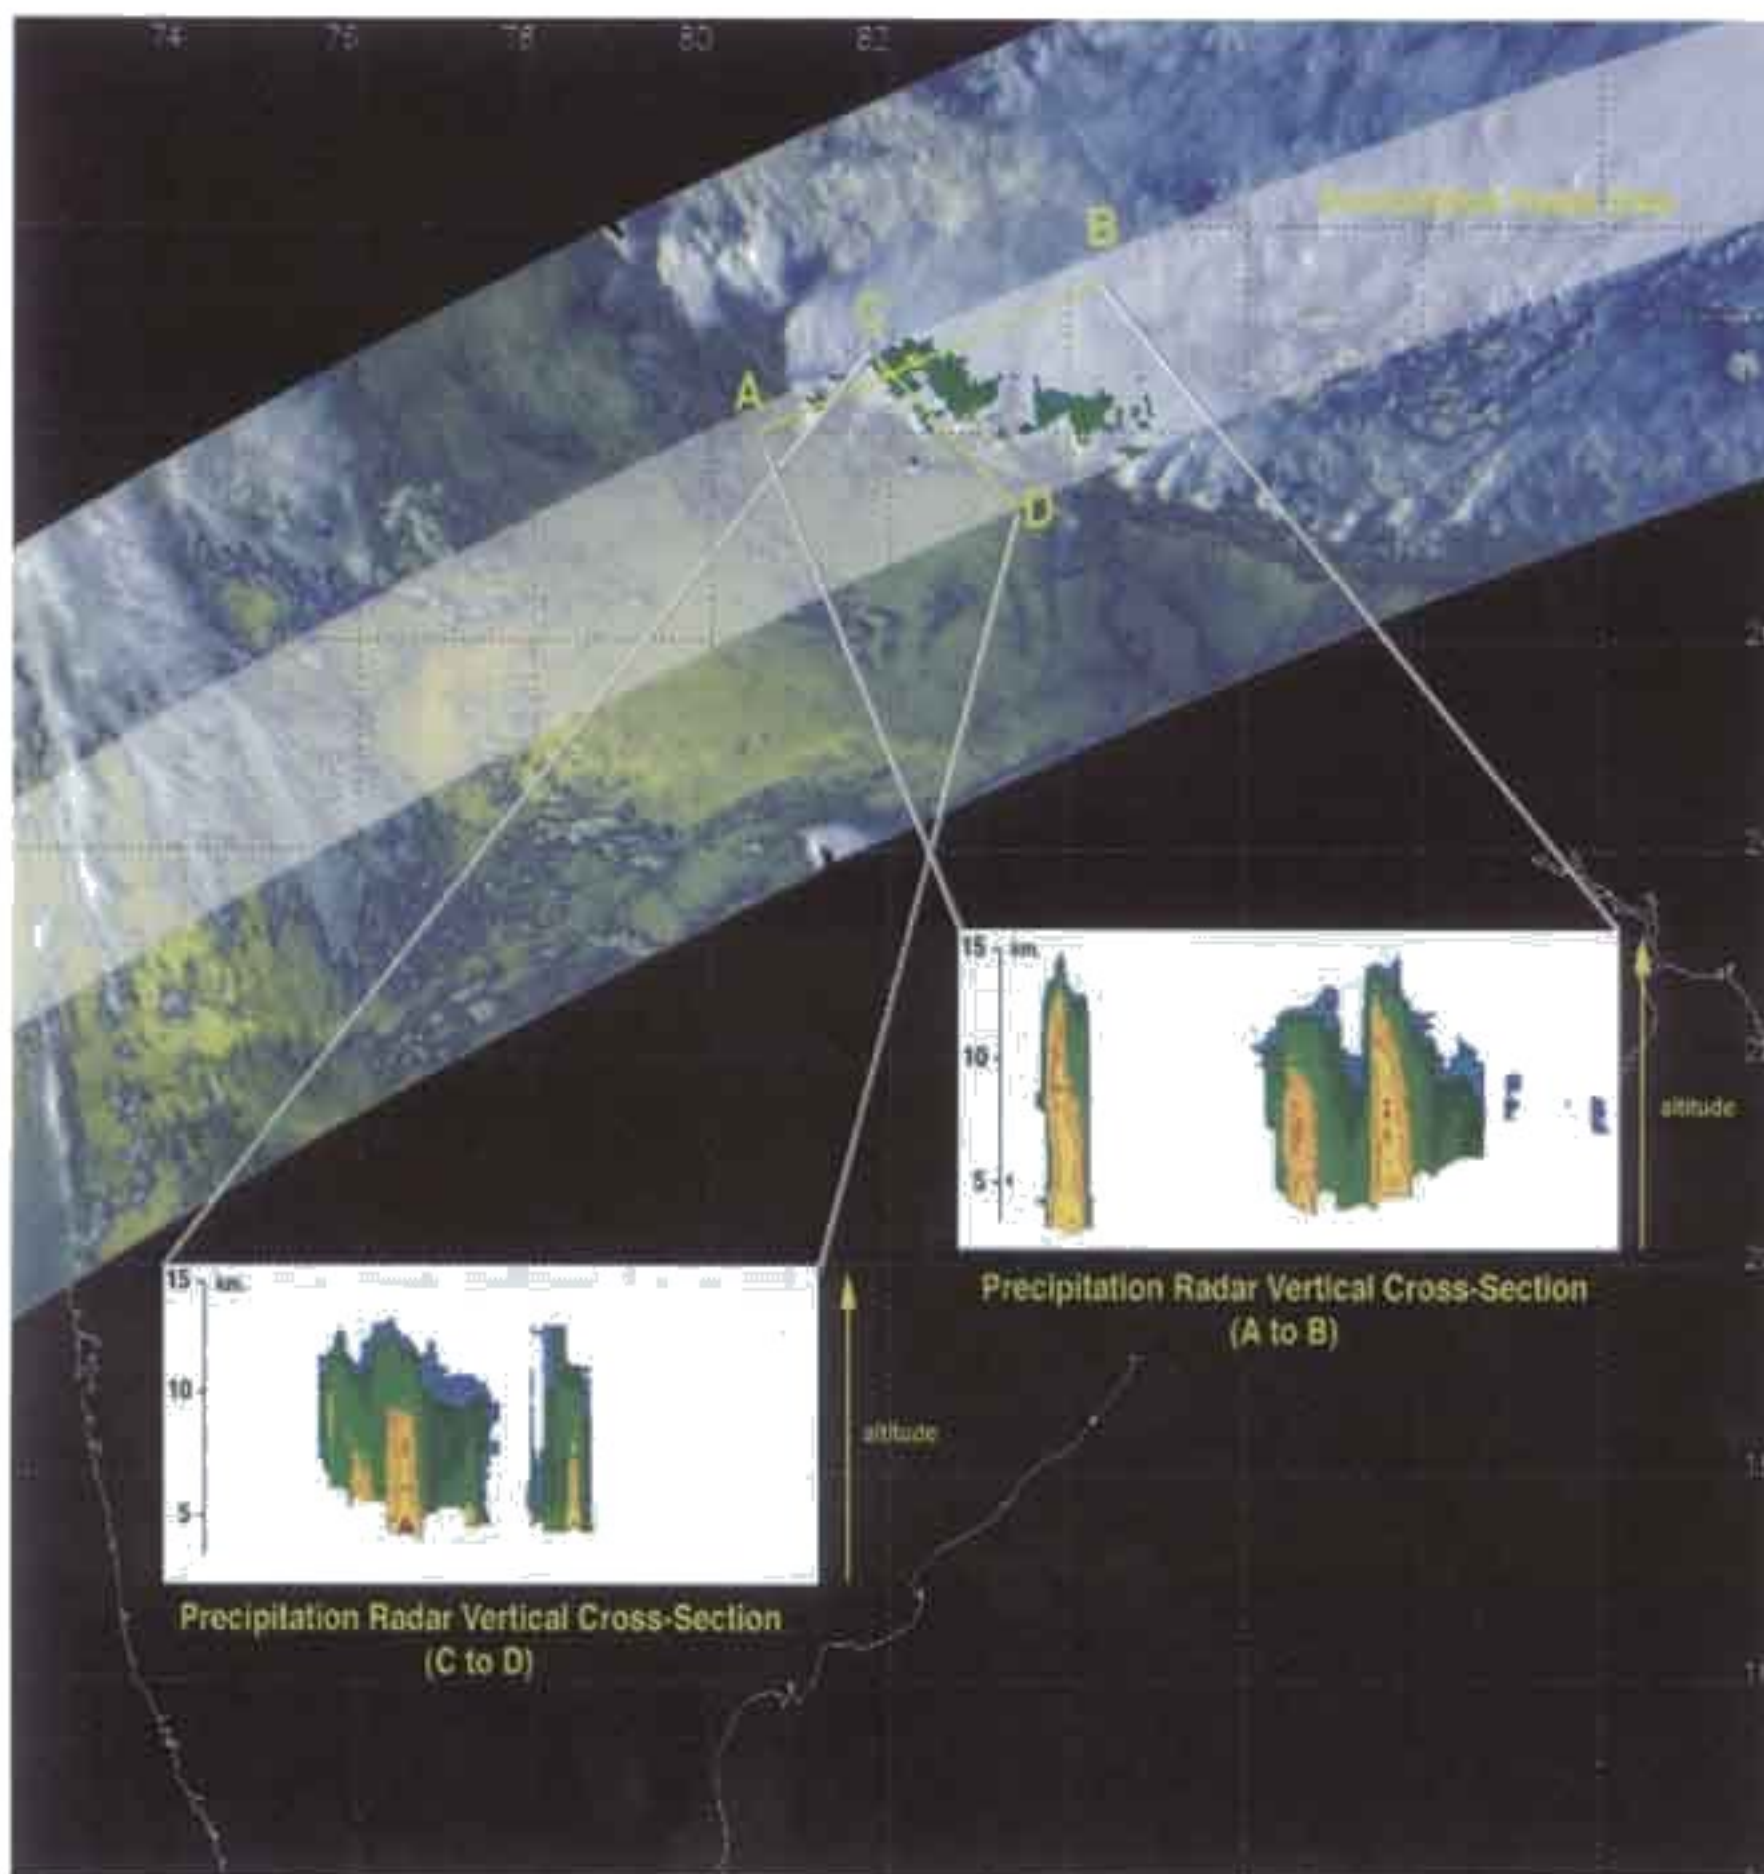 74 76 78 80 82
B
C
A
D
15 km.
10
5
altitude
Precipitation Radar Vertical Cross-Section
(A to B)
15 km.
10
5
altitude
Precipitation Radar Vertical Cross-Section
(C to D)